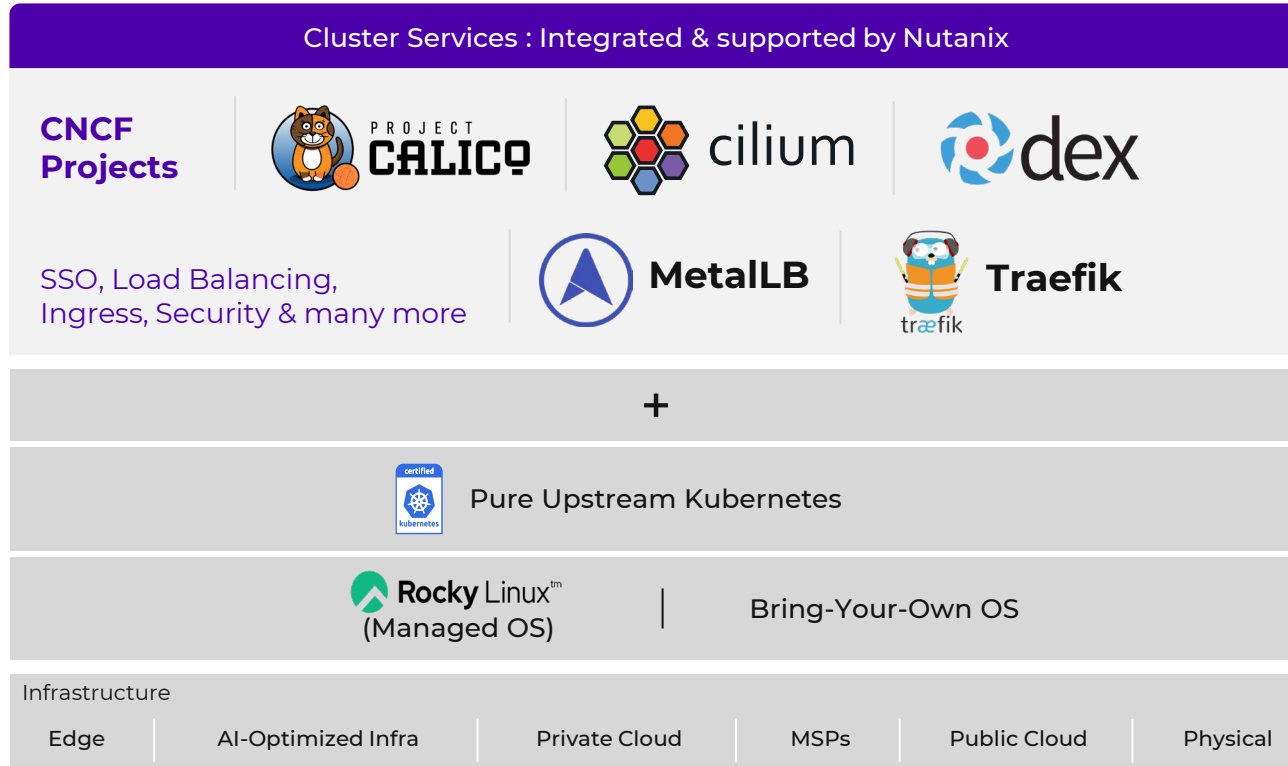 Cluster Services : Integrated & supported by Nutanix
CNCF
Projects
PROJECT
CALICO
cilium
dex
SSO, Load Balancing,
Ingress, Security & many more
MetalLB
træfik
Traefik
+
certified
kubernetes
Pure Upstream Kubernetes
Rocky Linux™
(Managed OS)
Bring-Your-Own OS
Infrastructure
Edge
AI-Optimized Infra
Private Cloud
MSPs
Public Cloud
Physical